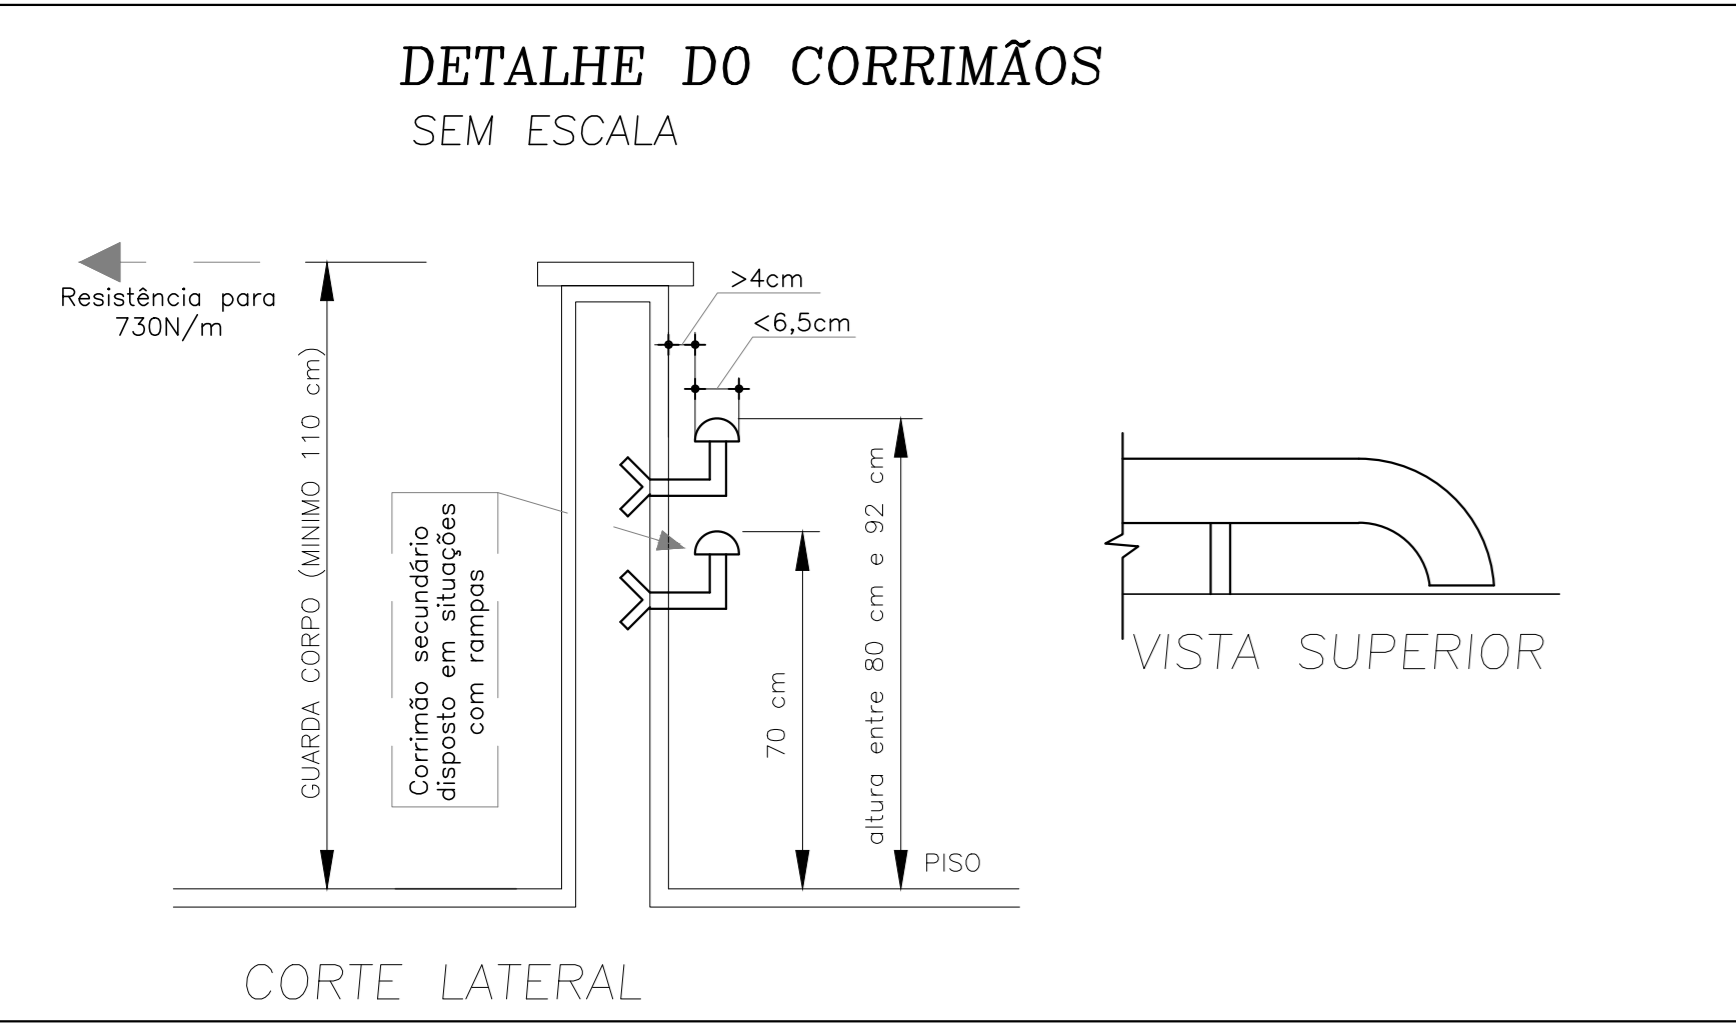 DETALHE DO CORRIMÃOS
SEM ESCALA
Resistência para
730N/m
>4cm
<6,5cm
GUARDA CORPO (MINIMO 110 cm)
Corrimão secundário
disposto em situações
com rampas
70 cm
altura entre 80 cm e 92 cm
PISO
VISTA SUPERIOR
CORTE LATERAL